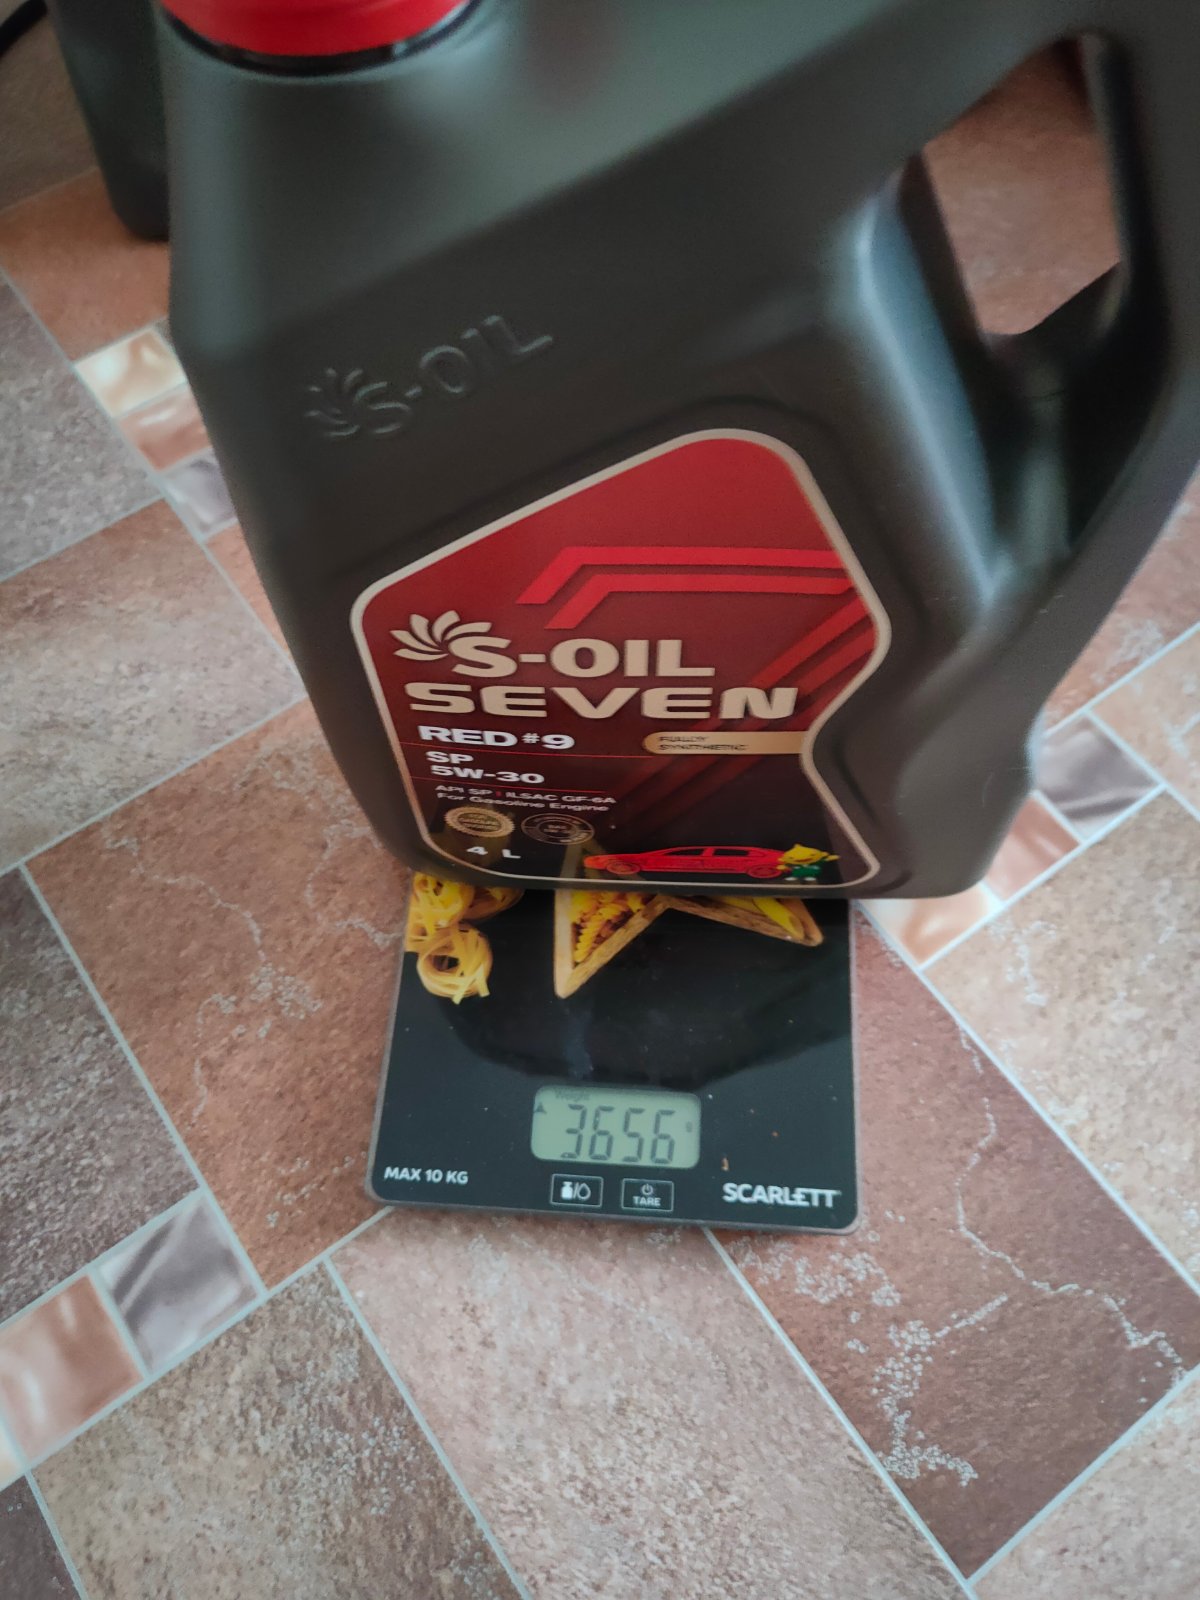 S-OIL
S-OIL
SEVEN
RED #9
FULLY
SYNTHETIC
SP
5W-30
API SP | ILSAC GF-6A
For Gasoline Engine
4 L
Weight
3656 g
MAX 10 KG
TARE
SCARLETT